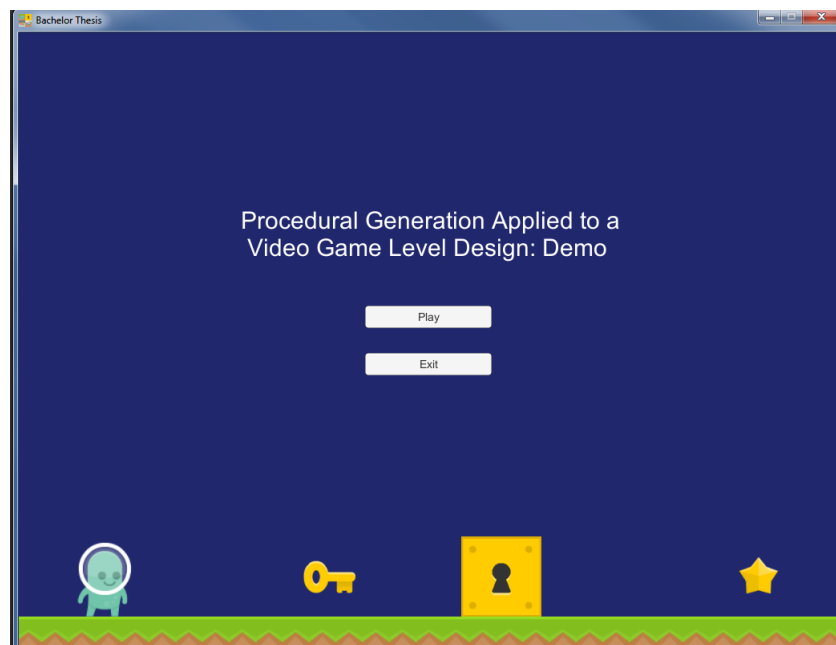 Bachelor Thesis
Procedural Generation Applied to a
Video Game Level Design: Demo
Play
Exit